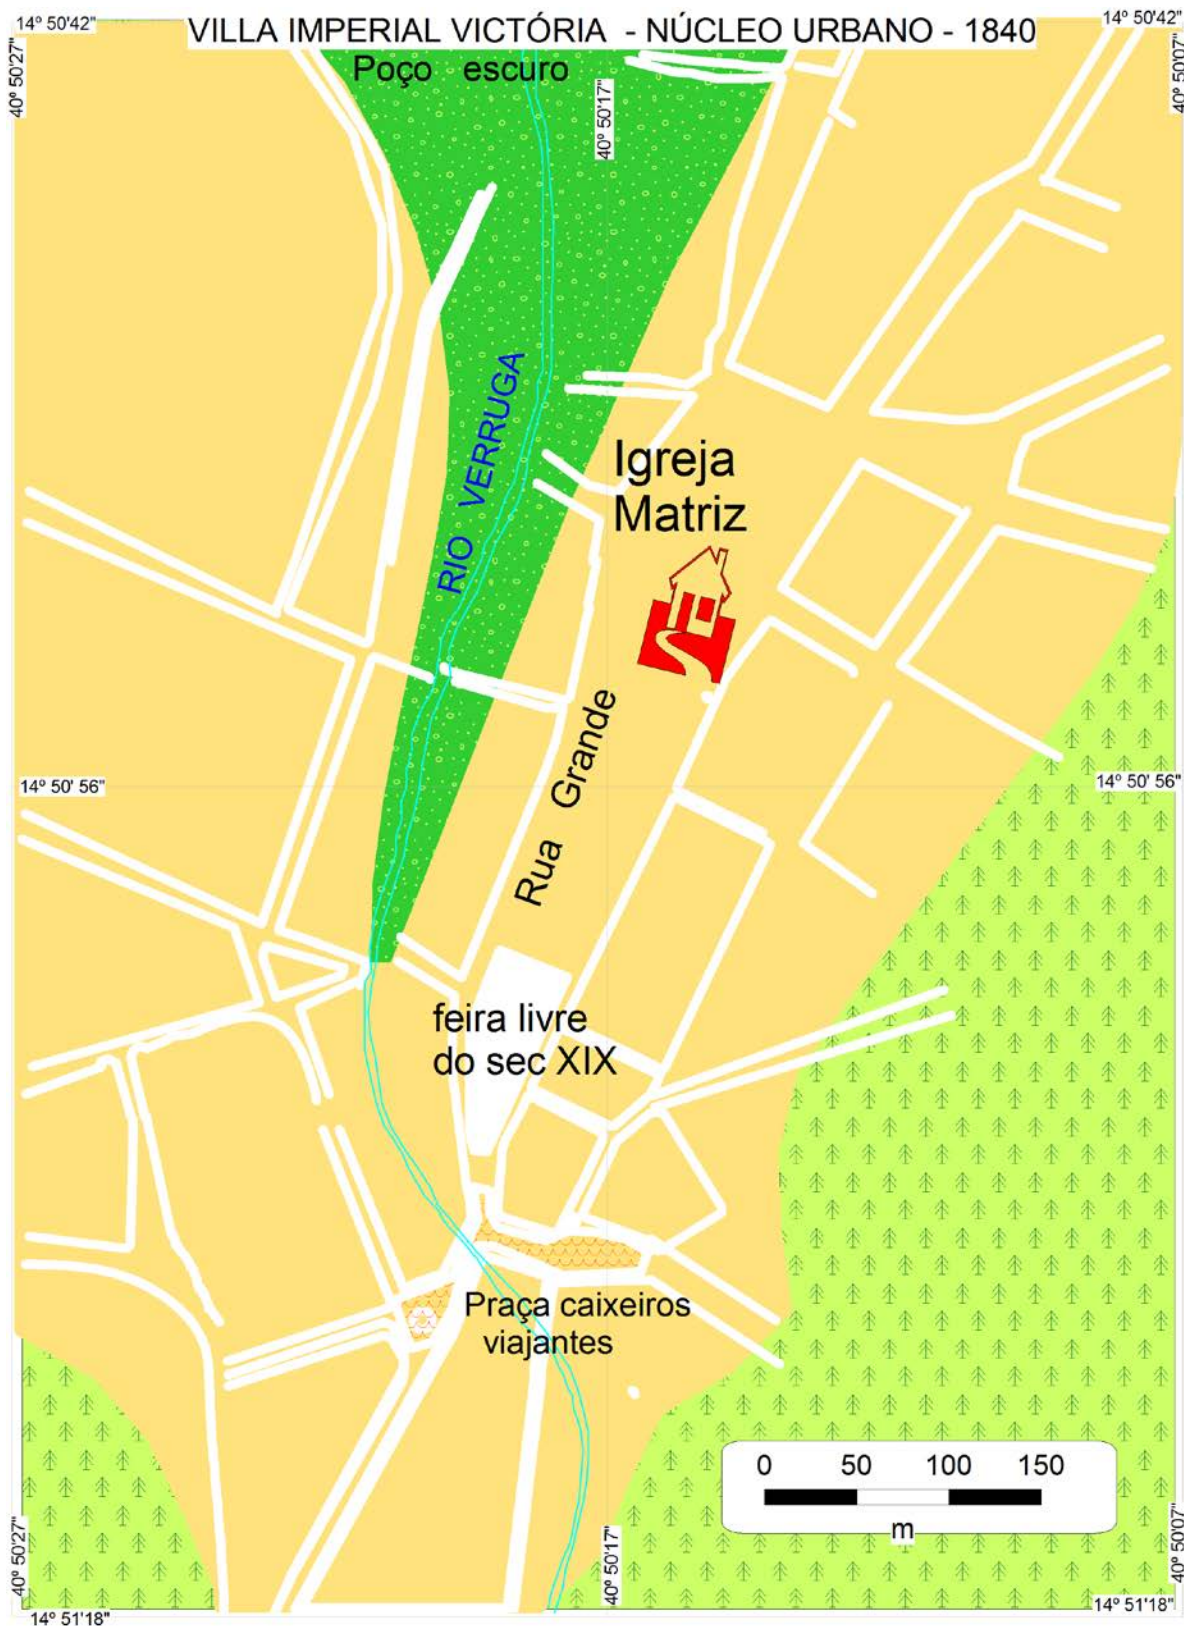 14º 50'42"
VILLA IMPERIAL VICTÓRIA - NÚCLEO URBANO - 1840
14º 50'42"
40º 50'27"
Poço escuro
40º 50'17"
40º 50'07"
RIO VERRUGA
Igreja
Matriz
Rua Grande
14º 50' 56"
14º 50' 56"
feira livre
do sec XIX
Praça caixeiros
viajantes
0 50 100 150
m
40º 50'27"
40º 50'17"
40º 50'07"
14º 51'18"
14º 51'18"